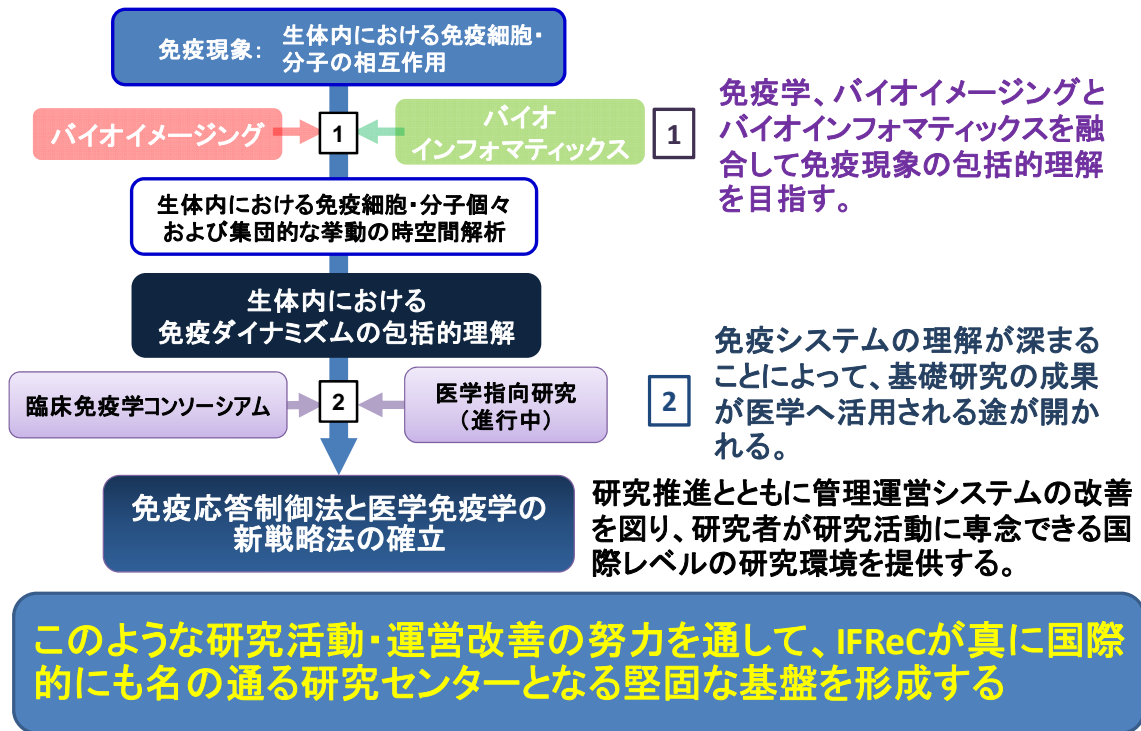 免疫現象： 生体内における免疫細胞・
分子の相互作用
バイオイメージング
1
バイオ
インフォマティックス
1
免疫学、バイオイメージングと
バイオインフォマティックスを融
合して免疫現象の包括的理解
を目指す。
生体内における免疫細胞・分子個々
および集団的な挙動の時空間解析
生体内における
免疫ダイナミズムの包括的理解
臨床免疫学コンソーシアム
2
医学指向研究
（進行中）
2
免疫システムの理解が深まる
ことによって、基礎研究の成果
が医学へ活用される途が開か
れる。
免疫応答制御法と医学免疫学の
新戦略法の確立
研究推進とともに管理運営システムの改善
を図り、研究者が研究活動に専念できる国
際レベルの研究環境を提供する。
このような研究活動・運営改善の努力を通して、IFReCが真に国際
的にも名の通る研究センターとなる堅固な基盤を形成する